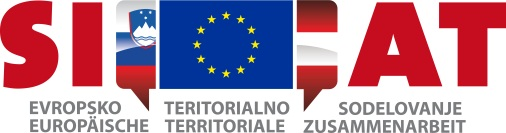 SI AT
EVROPSKO TERITORIALNO SODELOVANJE
EUROPÄISCHE TERRITORIALE ZUSAMMENARBEIT